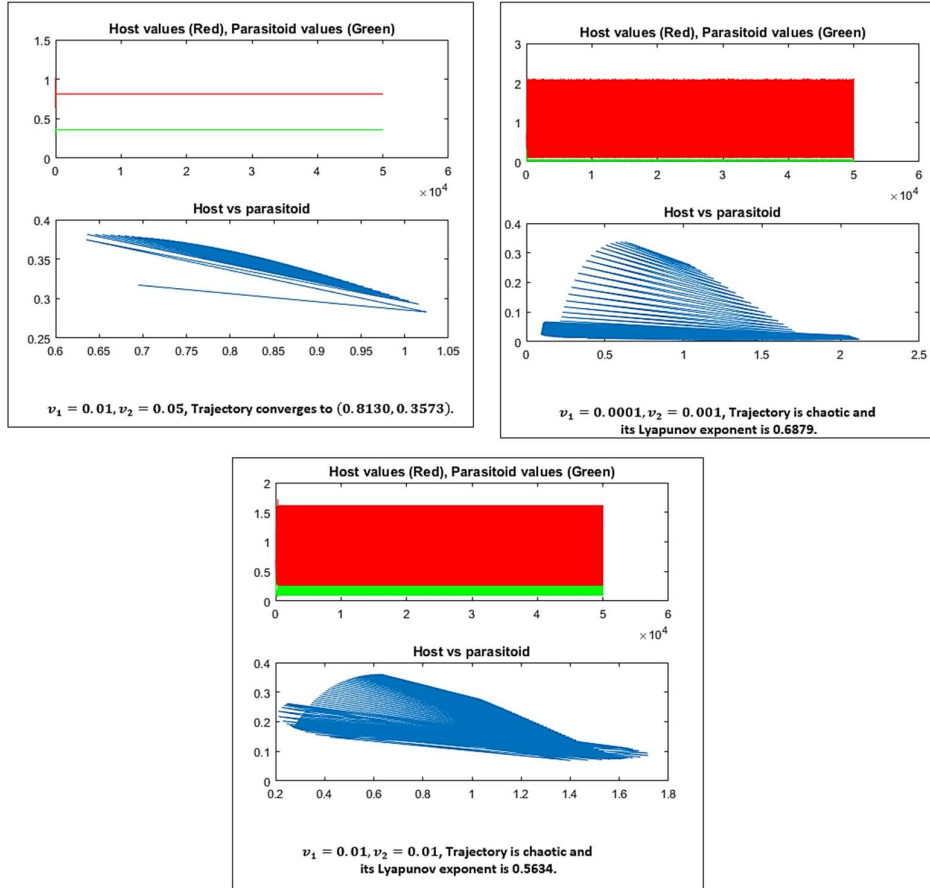 Host values (Red), Parasitoid values (Green)
1.5
1
0.5
0
0 1 2 3 4 5 6
×10⁴
Host vs parasitoid
0.4
0.35
0.3
0.25
0.6 0.65 0.7 0.75 0.8 0.85 0.9 0.95 1 1.05
v₁ = 0.01, v₂ = 0.05, Trajectory converges to (0.8130, 0.3573).
Host values (Red), Parasitoid values (Green)
3
2
1
0
0 1 2 3 4 5 6
×10⁴
Host vs parasitoid
0.4
0.3
0.2
0.1
0
0 0.5 1 1.5 2 2.5
v₁ = 0.0001, v₂ = 0.001, Trajectory is chaotic and
its Lyapunov exponent is 0.6879.
Host values (Red), Parasitoid values (Green)
2
1.5
1
0.5
0
0 1 2 3 4 5 6
×10⁴
Host vs parasitoid
0.4
0.3
0.2
0.1
0
0.2 0.4 0.6 0.8 1 1.2 1.4 1.6 1.8
v₁ = 0.01, v₂ = 0.01, Trajectory is chaotic and
its Lyapunov exponent is 0.5634.